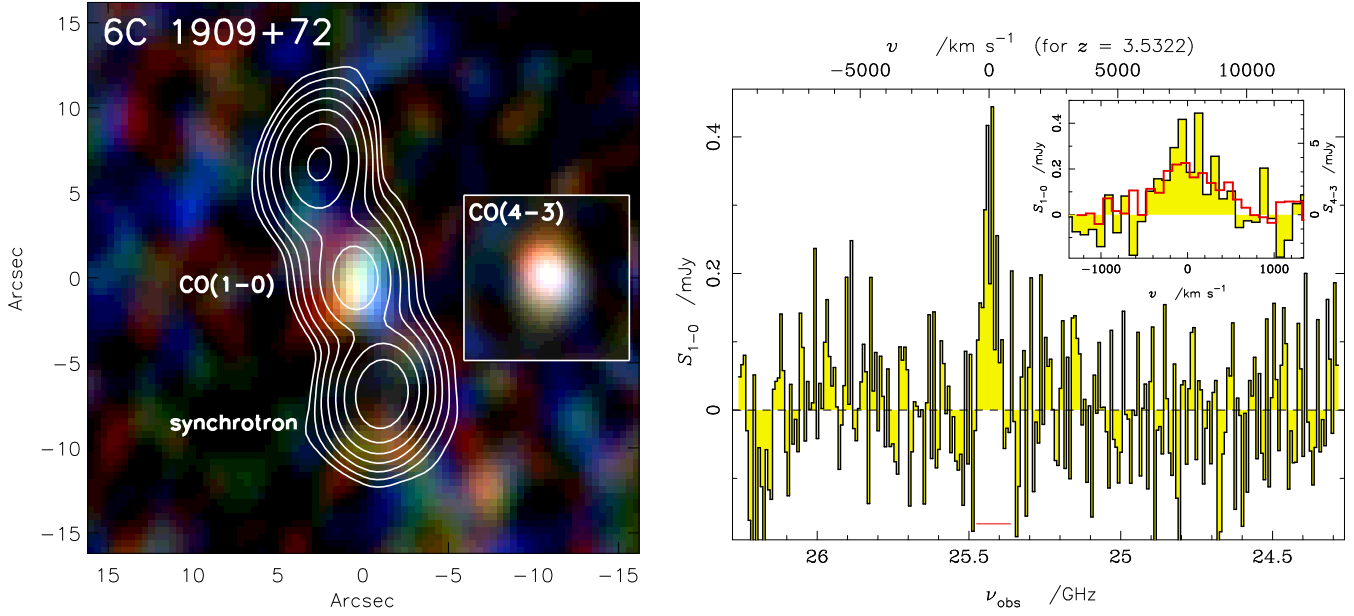 6C 1909+72
CO(4−3)
CO(1−0)
synchrotron
Arcsec
15
10
5
0
−5
−10
−15
15 10 5 0 −5 −10 −15
Arcsec
v /km s⁻¹ (for z = 3.5322)
−5000 0 5000 10000
S₁₋₀ /mJy
0.4
0.2
0
26 25.5 25 24.5
ν_obs /GHz
S₁₋₀ /mJy
0.4
0.2
0
5
0
S₄₋₃ /mJy
−1000 0 1000
v /km s⁻¹